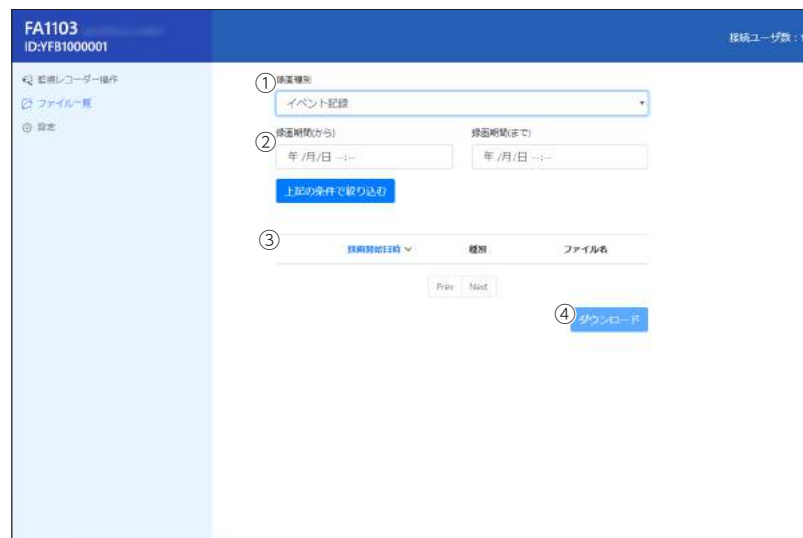 FA1103
ID:YFB1000001
接続ユーザ数：
監視レコーダー操作
ファイル一覧
設定
①
録画種別
イベント記録
②
録画期間(から)
録画期間(まで)
年 /月/日 --:--
年 /月/日 --:--
上記の条件で絞り込む
③
録画開始日時
種別
ファイル名
Prev
Next
④
ダウンロード